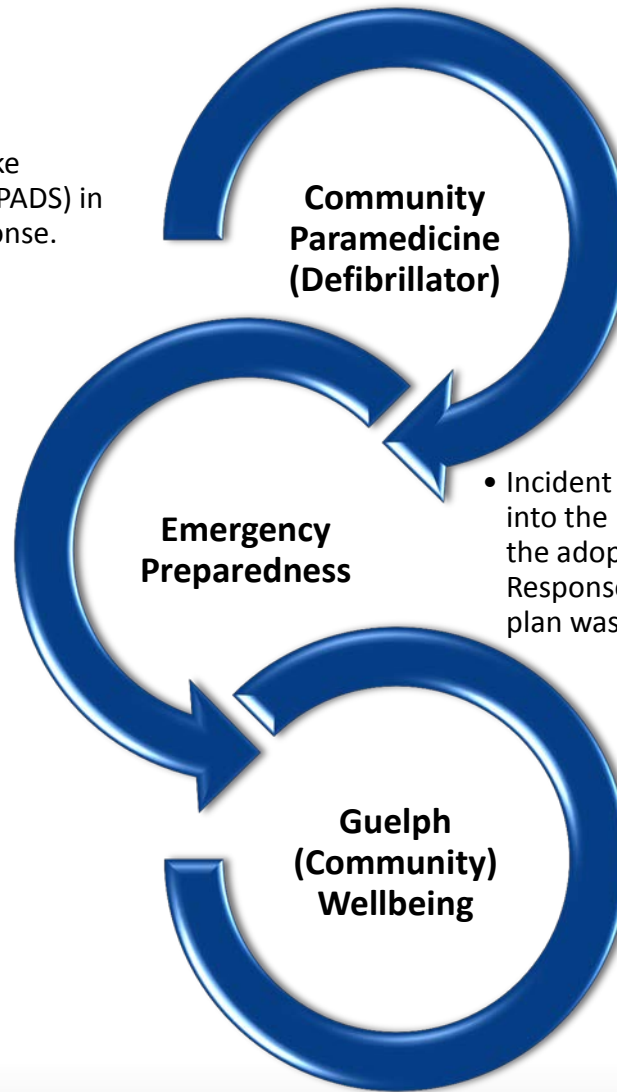 ke
PADS) in
onse.
Community
Paramedicine
(Defibrillator)
Emergency
Preparedness
• Incident
into the
the adop
Response
plan was
Guelph
(Community)
Wellbeing